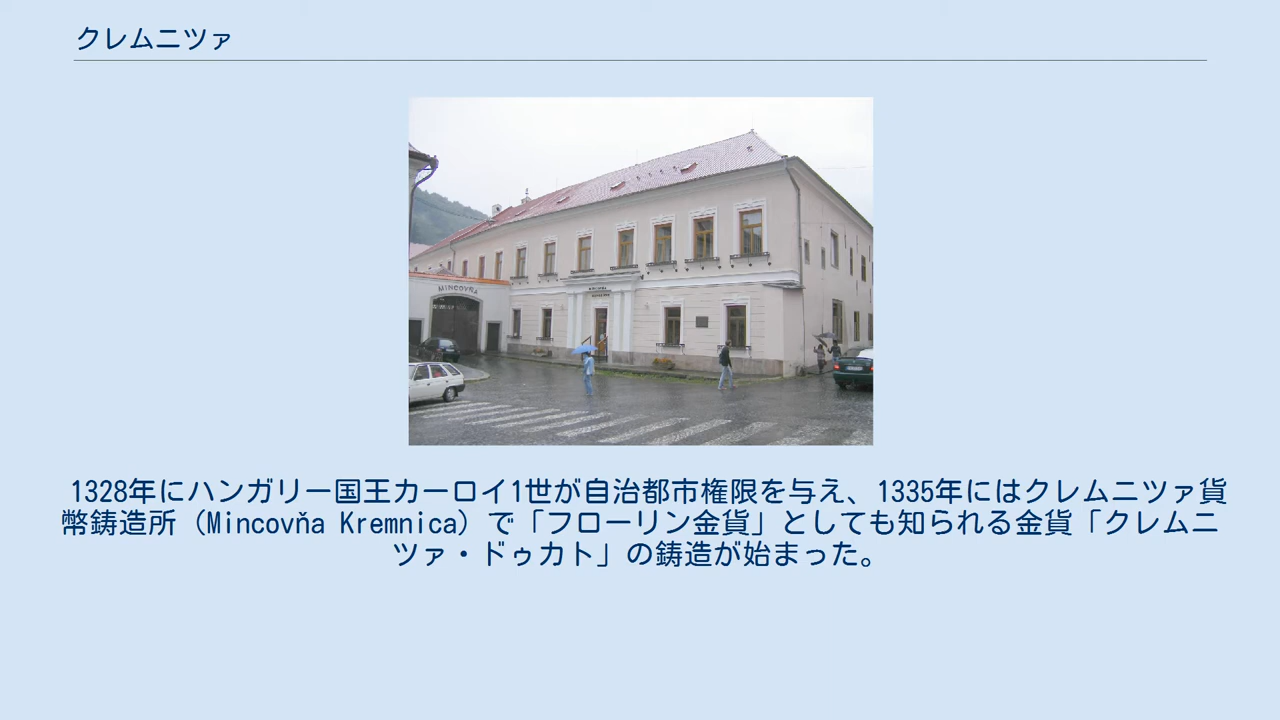 クレムニツァ
MINCOVŇA
1328年にハンガリー国王カーロイ1世が自治都市権限を与え、1335年にはクレムニツァ貨
幣鋳造所（Mincovňa Kremnica）で「フローリン金貨」としても知られる金貨「クレムニ
ツァ・ドゥカト」の鋳造が始まった。